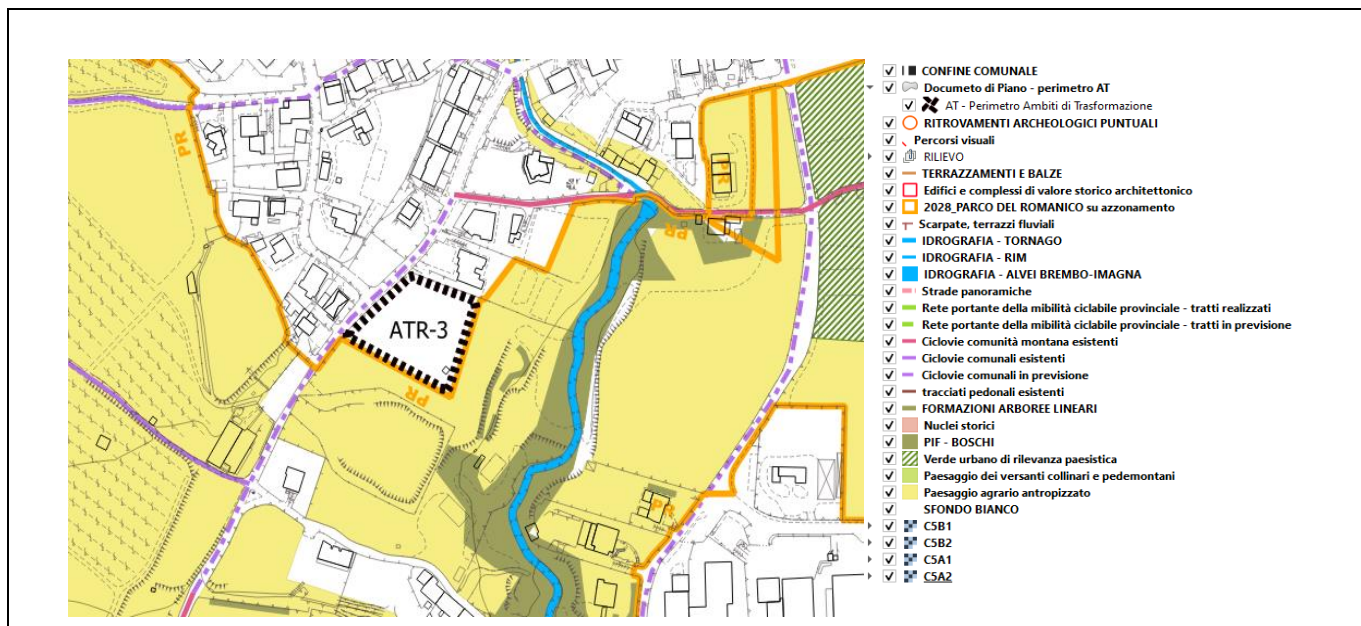 CONFINE COMUNALE
Documeto di Piano - perimetro AT
AT - Perimetro Ambiti di Trasformazione
RITROVAMENTI ARCHEOLOGICI PUNTUALI
Percorsi visuali
RILIEVO
TERRAZZAMENTI E BALZE
Edifici e complessi di valore storico architettonico
2028_PARCO DEL ROMANICO su azzonamento
Scarpate, terrazzi fluviali
IDROGRAFIA - TORNAGO
IDROGRAFIA - RIM
IDROGRAFIA - ALVEI BREMBO-IMAGNA
Strade panoramiche
Rete portante della mibilità ciclabile provinciale - tratti realizzati
Rete portante della mibilità ciclabile provinciale - tratti in previsione
Ciclovie comunità montana esistenti
Ciclovie comunali esistenti
Ciclovie comunali in previsione
tracciati pedonali esistenti
FORMAZIONI ARBOREE LINEARI
Nuclei storici
PIF - BOSCHI
Verde urbano di rilevanza paesistica
Paesaggio dei versanti collinari e pedemontani
Paesaggio agrario antropizzato
SFONDO BIANCO
C5B1
C5B2
C5A1
C5A2
PR
PR
PR
ATR-3
PR
PR